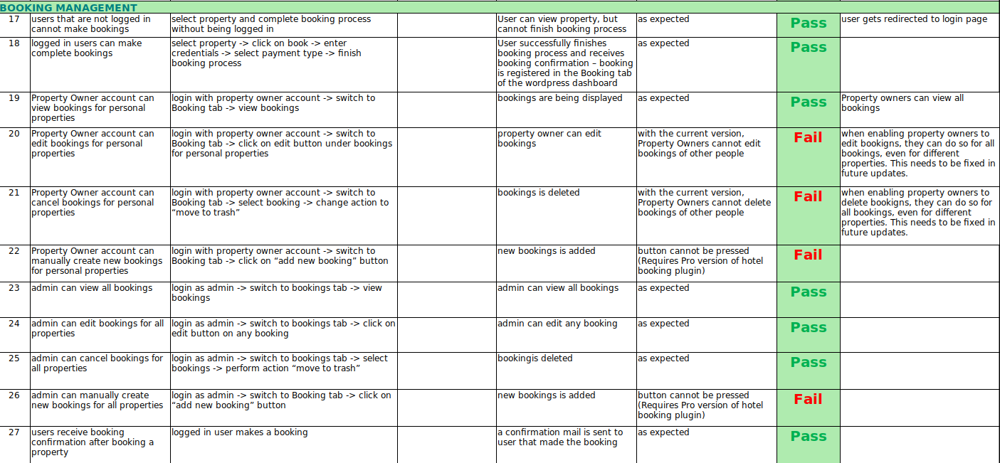 BOOKING MANAGEMENT
17
users that are not logged in
cannot make bookings
select property and complete booking process
without being logged in
User can view property, but
cannot finish booking process
as expected
Pass
user gets redirected to login page
18
logged in users can make
complete bookings
select property -> click on book -> enter
credentials -> select payment type -> finish
booking process
User successfully finishes
booking process and receives
booking confirmation – booking
is registered in the Booking tab
of the wordpress dashboard
as expected
Pass
19
Property Owner account can
view bookings for personal
properties
login with property owner account -> switch to
Booking tab -> view bookings
bookings are being displayed
as expected
Pass
Property owners can view all
bookings
20
Property Owner account can
edit bookings for personal
properties
login with property owner account -> switch to
Booking tab -> click on edit button under bookings
for personal properties
property owner can edit
bookings
with the current version,
Property Owners cannot edit
bookings of other people
Fail
when enabling property owners to
edit bookigns, they can do so for all
bookings, even for different
properties. This needs to be fixed in
future updates.
21
Property Owner account can
cancel bookings for personal
properties
login with property owner account -> switch to
Booking tab -> select booking -> change action to
“move to trash”
bookings is deleted
with the current version,
Property Owners cannot delete
bookings of other people
Fail
when enabling property owners to
delete bookigns, they can do so for
all bookings, even for different
properties. This needs to be fixed in
future updates.
22
Property Owner account can
manually create new bookings
for personal properties
login with property owner account -> switch to
Booking tab -> click on “add new booking” button
new bookings is added
button cannot be pressed
(Requires Pro version of hotel
booking plugin)
Fail
23
admin can view all bookings
login as admin -> switch to bookings tab -> view
bookings
admin can view all bookings
as expected
Pass
24
admin can edit bookings for all
properties
login as admin -> switch to bookings tab -> click on
edit button on any booking
admin can edit any booking
as expected
Pass
25
admin can cancel bookings for
all properties
login as admin -> switch to bookings tab -> select
bookings -> perform action “move to trash”
bookingis deleted
as expected
Pass
26
admin can manually create
new bookings for all properties
login as admin -> switch to Booking tab -> click on
“add new booking” button
new bookings is added
button cannot be pressed
(Requires Pro version of hotel
booking plugin)
Fail
27
users receive booking
confirmation after booking a
property
logged in user makes a booking
a confirmation mail is sent to
user that made the booking
as expected
Pass